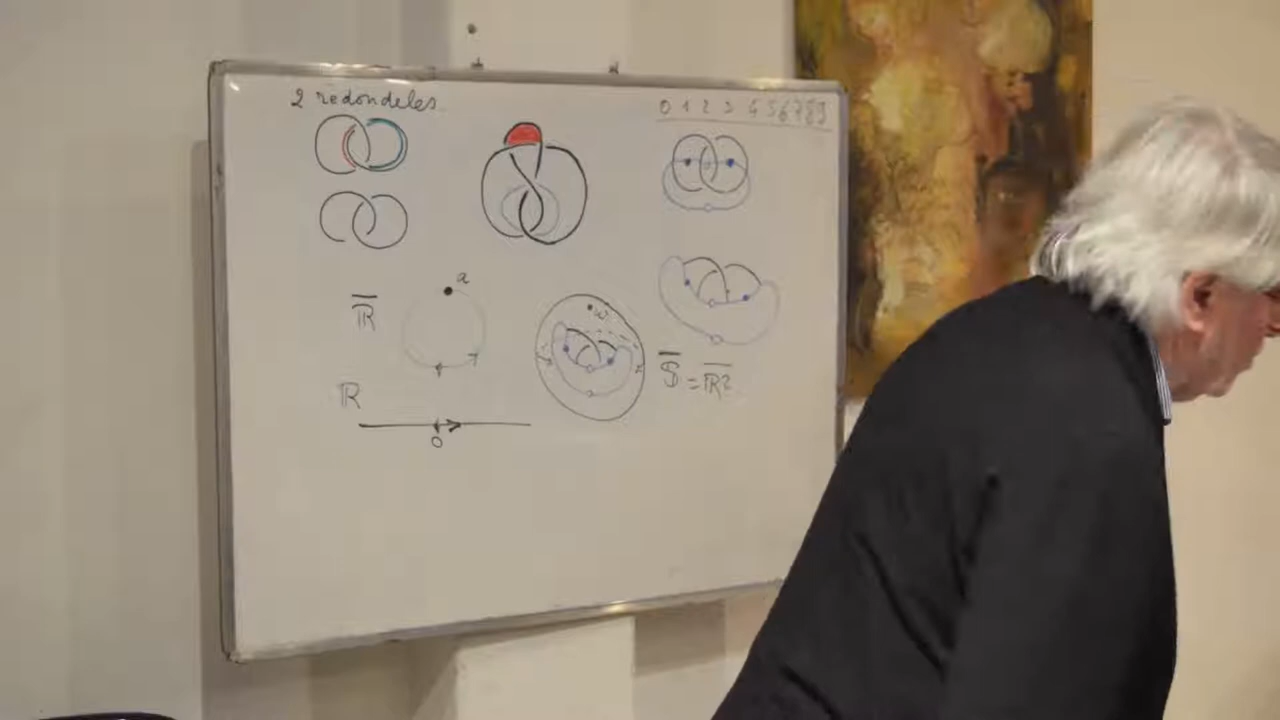 2 redondeles
0 1 2 3 4 5 6 7 8 9
a
R̅
ω
S̅ = R̅²
R
0